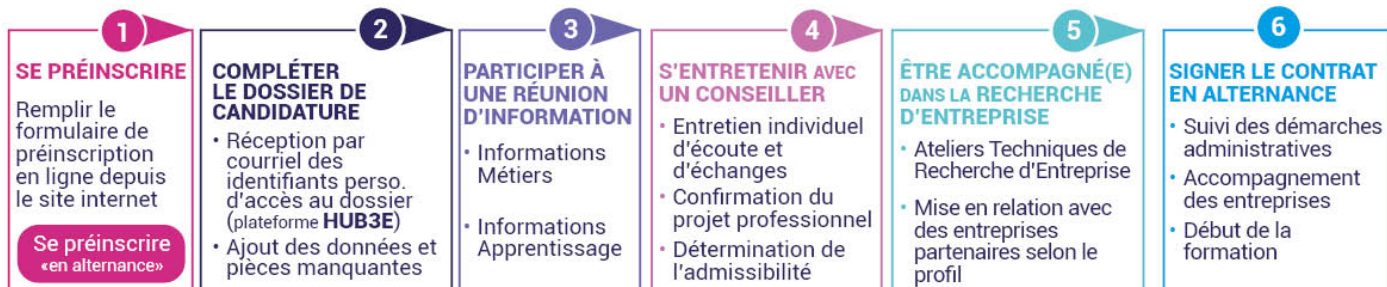 1
SE PRÉINSCRIRE
Remplir le
formulaire de
préinscription
en ligne depuis
le site internet
Se préinscrire
«en alternance»
2
COMPLÉTER
LE DOSSIER DE
CANDIDATURE
• Réception par
courriel des
identifiants perso.
d'accès au dossier
(plateforme HUB3E)
• Ajout des données et
pièces manquantes
3
PARTICIPER À
UNE RÉUNION
D'INFORMATION
• Informations
Métiers
• Informations
Apprentissage
4
S'ENTRETENIR AVEC
UN CONSEILLER
• Entretien individuel
d'écoute et
d'échanges
• Confirmation du
projet professionnel
• Détermination de
l'admissibilité
5
ÊTRE ACCOMPAGNÉ(E)
DANS LA RECHERCHE
D'ENTREPRISE
• Ateliers Techniques de
Recherche d'Entreprise
• Mise en relation avec
des entreprises
partenaires selon le
profil
6
SIGNER LE CONTRAT
EN ALTERNANCE
• Suivi des démarches
administratives
• Accompagnement
des entreprises
• Début de la
formation